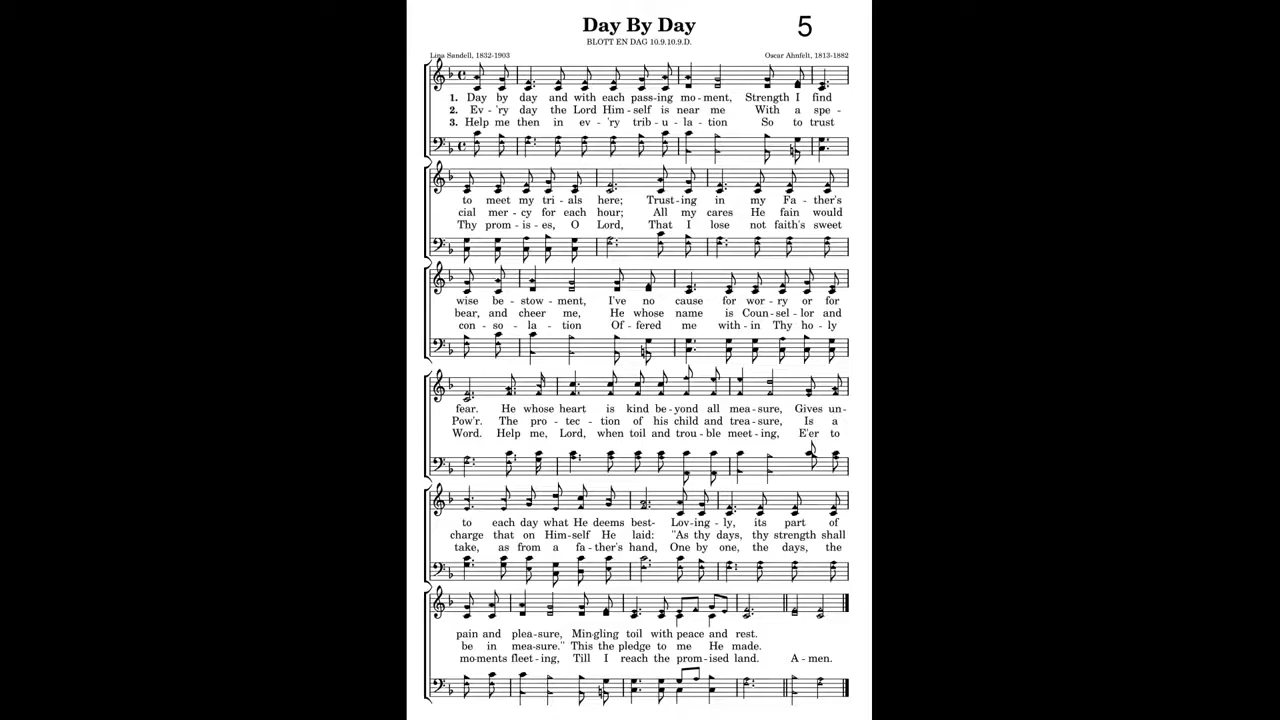 Day By Day
5
BLOTT EN DAG 10.9.10.9.D.
Lina Sandell, 1832-1903
Oscar Ahnfelt, 1813-1882
1. Day by day and with each pass-ing mo-ment, Strength I find
2. Ev-'ry day the Lord Him-self is near me With a spe-
3. Help me then in ev-'ry trib-u-la-tion So to trust
to meet my tri-als here; Trust-ing in my Fa-ther's
cial mer-cy for each hour; All my cares He fain would
Thy prom-is-es, O Lord, That I lose not faith's sweet
wise be-stow-ment, I've no cause for wor-ry or for
bear, and cheer me, He whose name is Coun-sel-lor and
con-so-la-tion Of-fered me with-in Thy ho-ly
fear. He whose heart is kind be-yond all mea-sure, Gives un-
Pow'r. The pro-tec-tion of his child and trea-sure, Is a
Word. Help me, Lord, when toil and trou-ble meet-ing, E'er to
to each day what He deems best- Lov-ing-ly, its part of
charge that on Him-self He laid: "As thy days, thy strength shall
take, as from a fa-ther's hand, One by one, the days, the
pain and plea-sure, Min-gling toil with peace and rest.
be in mea-sure." This the pledge to me He made.
mo-ments fleet-ing, Till I reach the prom-ised land. A-men.